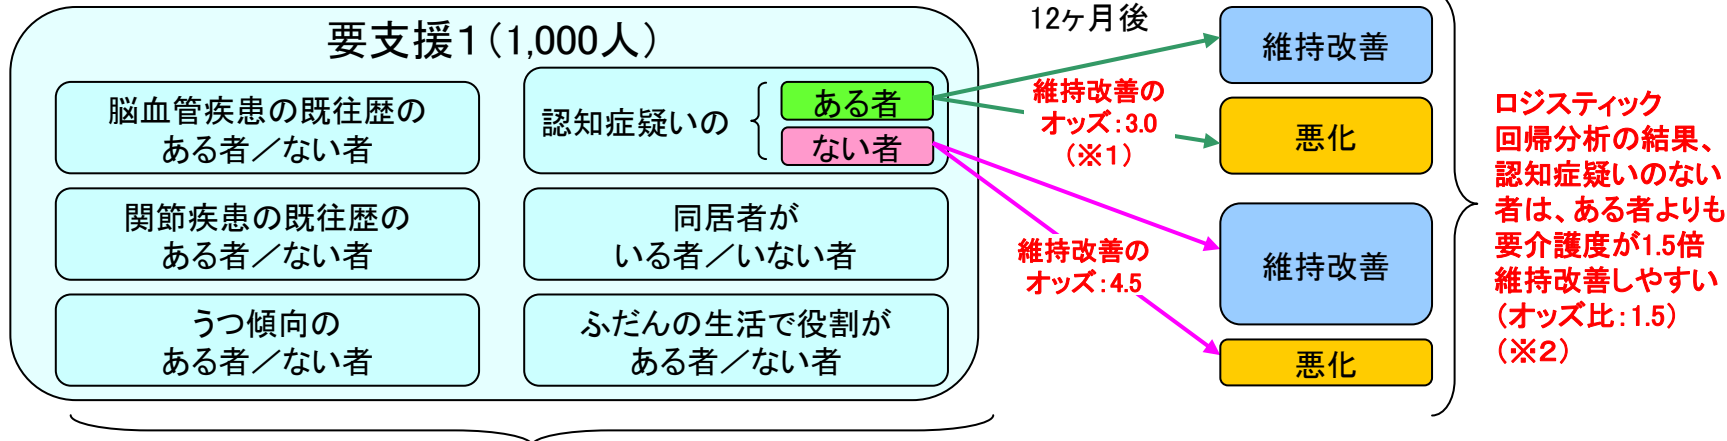 要支援1(1,000人)
脳血管疾患の既往歴の
ある者／ない者
認知症疑いの
ある者
ない者
関節疾患の既往歴の
ある者／ない者
同居者が
いる者／いない者
うつ傾向の
ある者／ない者
ふだんの生活で役割が
ある者／ない者
12ヶ月後
維持改善の
オッズ：3.0
（※1）
維持改善の
オッズ：4.5
維持改善
悪化
維持改善
悪化
ロジスティック
回帰分析の結果、
認知症疑いのない
者は、ある者よりも
要介護度が1.5倍
維持改善しやすい
（オッズ比：1.5）
（※2）